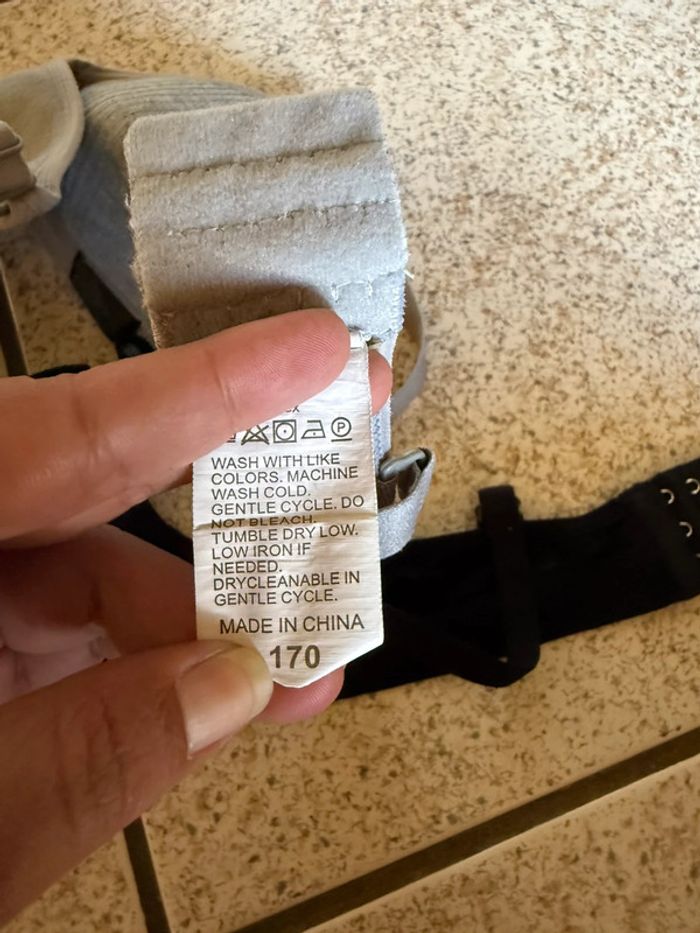 P
WASH WITH LIKE
COLORS. MACHINE
WASH COLD.
GENTLE CYCLE. DO
NOT BLEACH.
TUMBLE DRY LOW.
LOW IRON IF
NEEDED.
DRYCLEANABLE IN
GENTLE CYCLE.
MADE IN CHINA
170